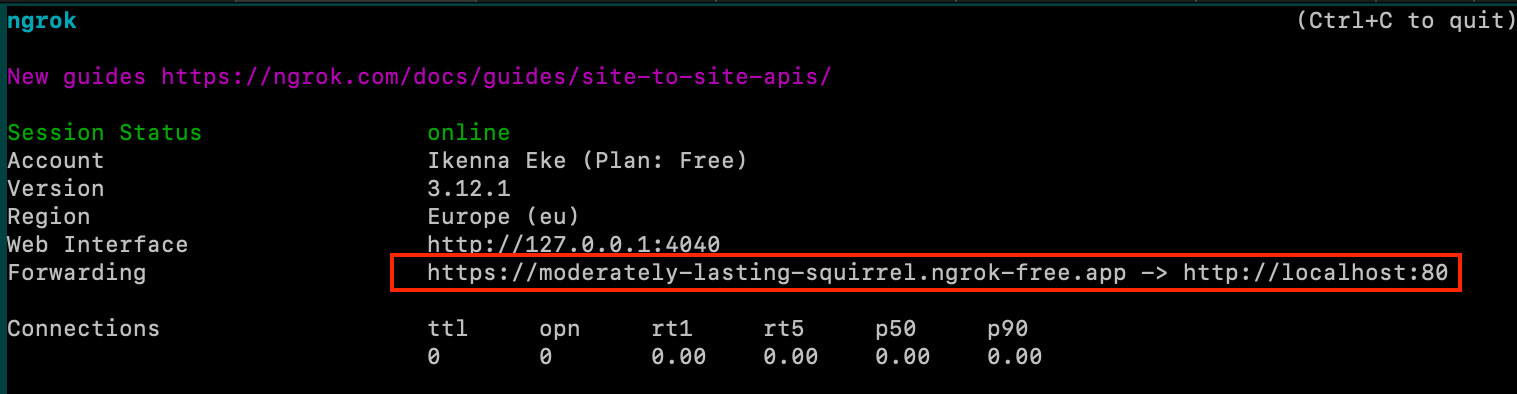 ngrok (Ctrl+C to quit)
New guides https://ngrok.com/docs/guides/site-to-site-apis/
Session Status online
Account Ikenna Eke (Plan: Free)
Version 3.12.1
Region Europe (eu)
Web Interface http://127.0.0.1:4040
Forwarding https://moderately-lasting-squirrel.ngrok-free.app -> http://localhost:80
Connections ttl opn rt1 rt5 p50 p90
0 0 0.00 0.00 0.00 0.00